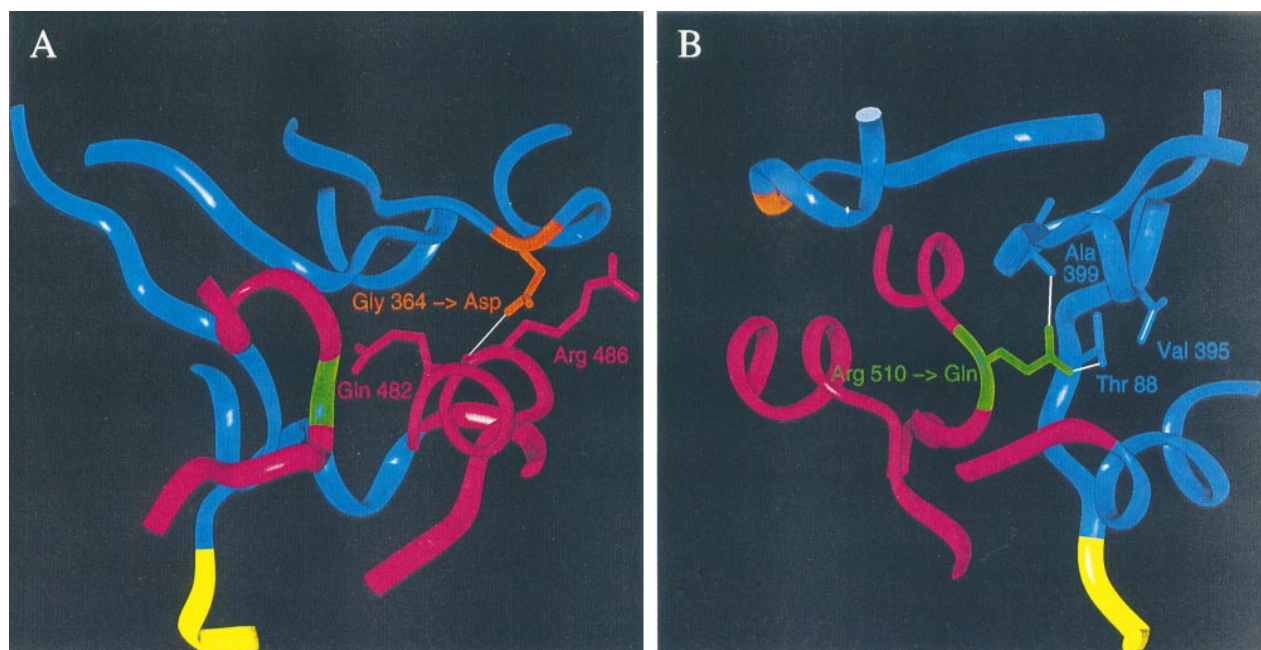 A
Gly 364 -> Asp
Arg 486
Gln 482
B
Ala
399
Val 395
Arg 510 -> Gln
Thr 88